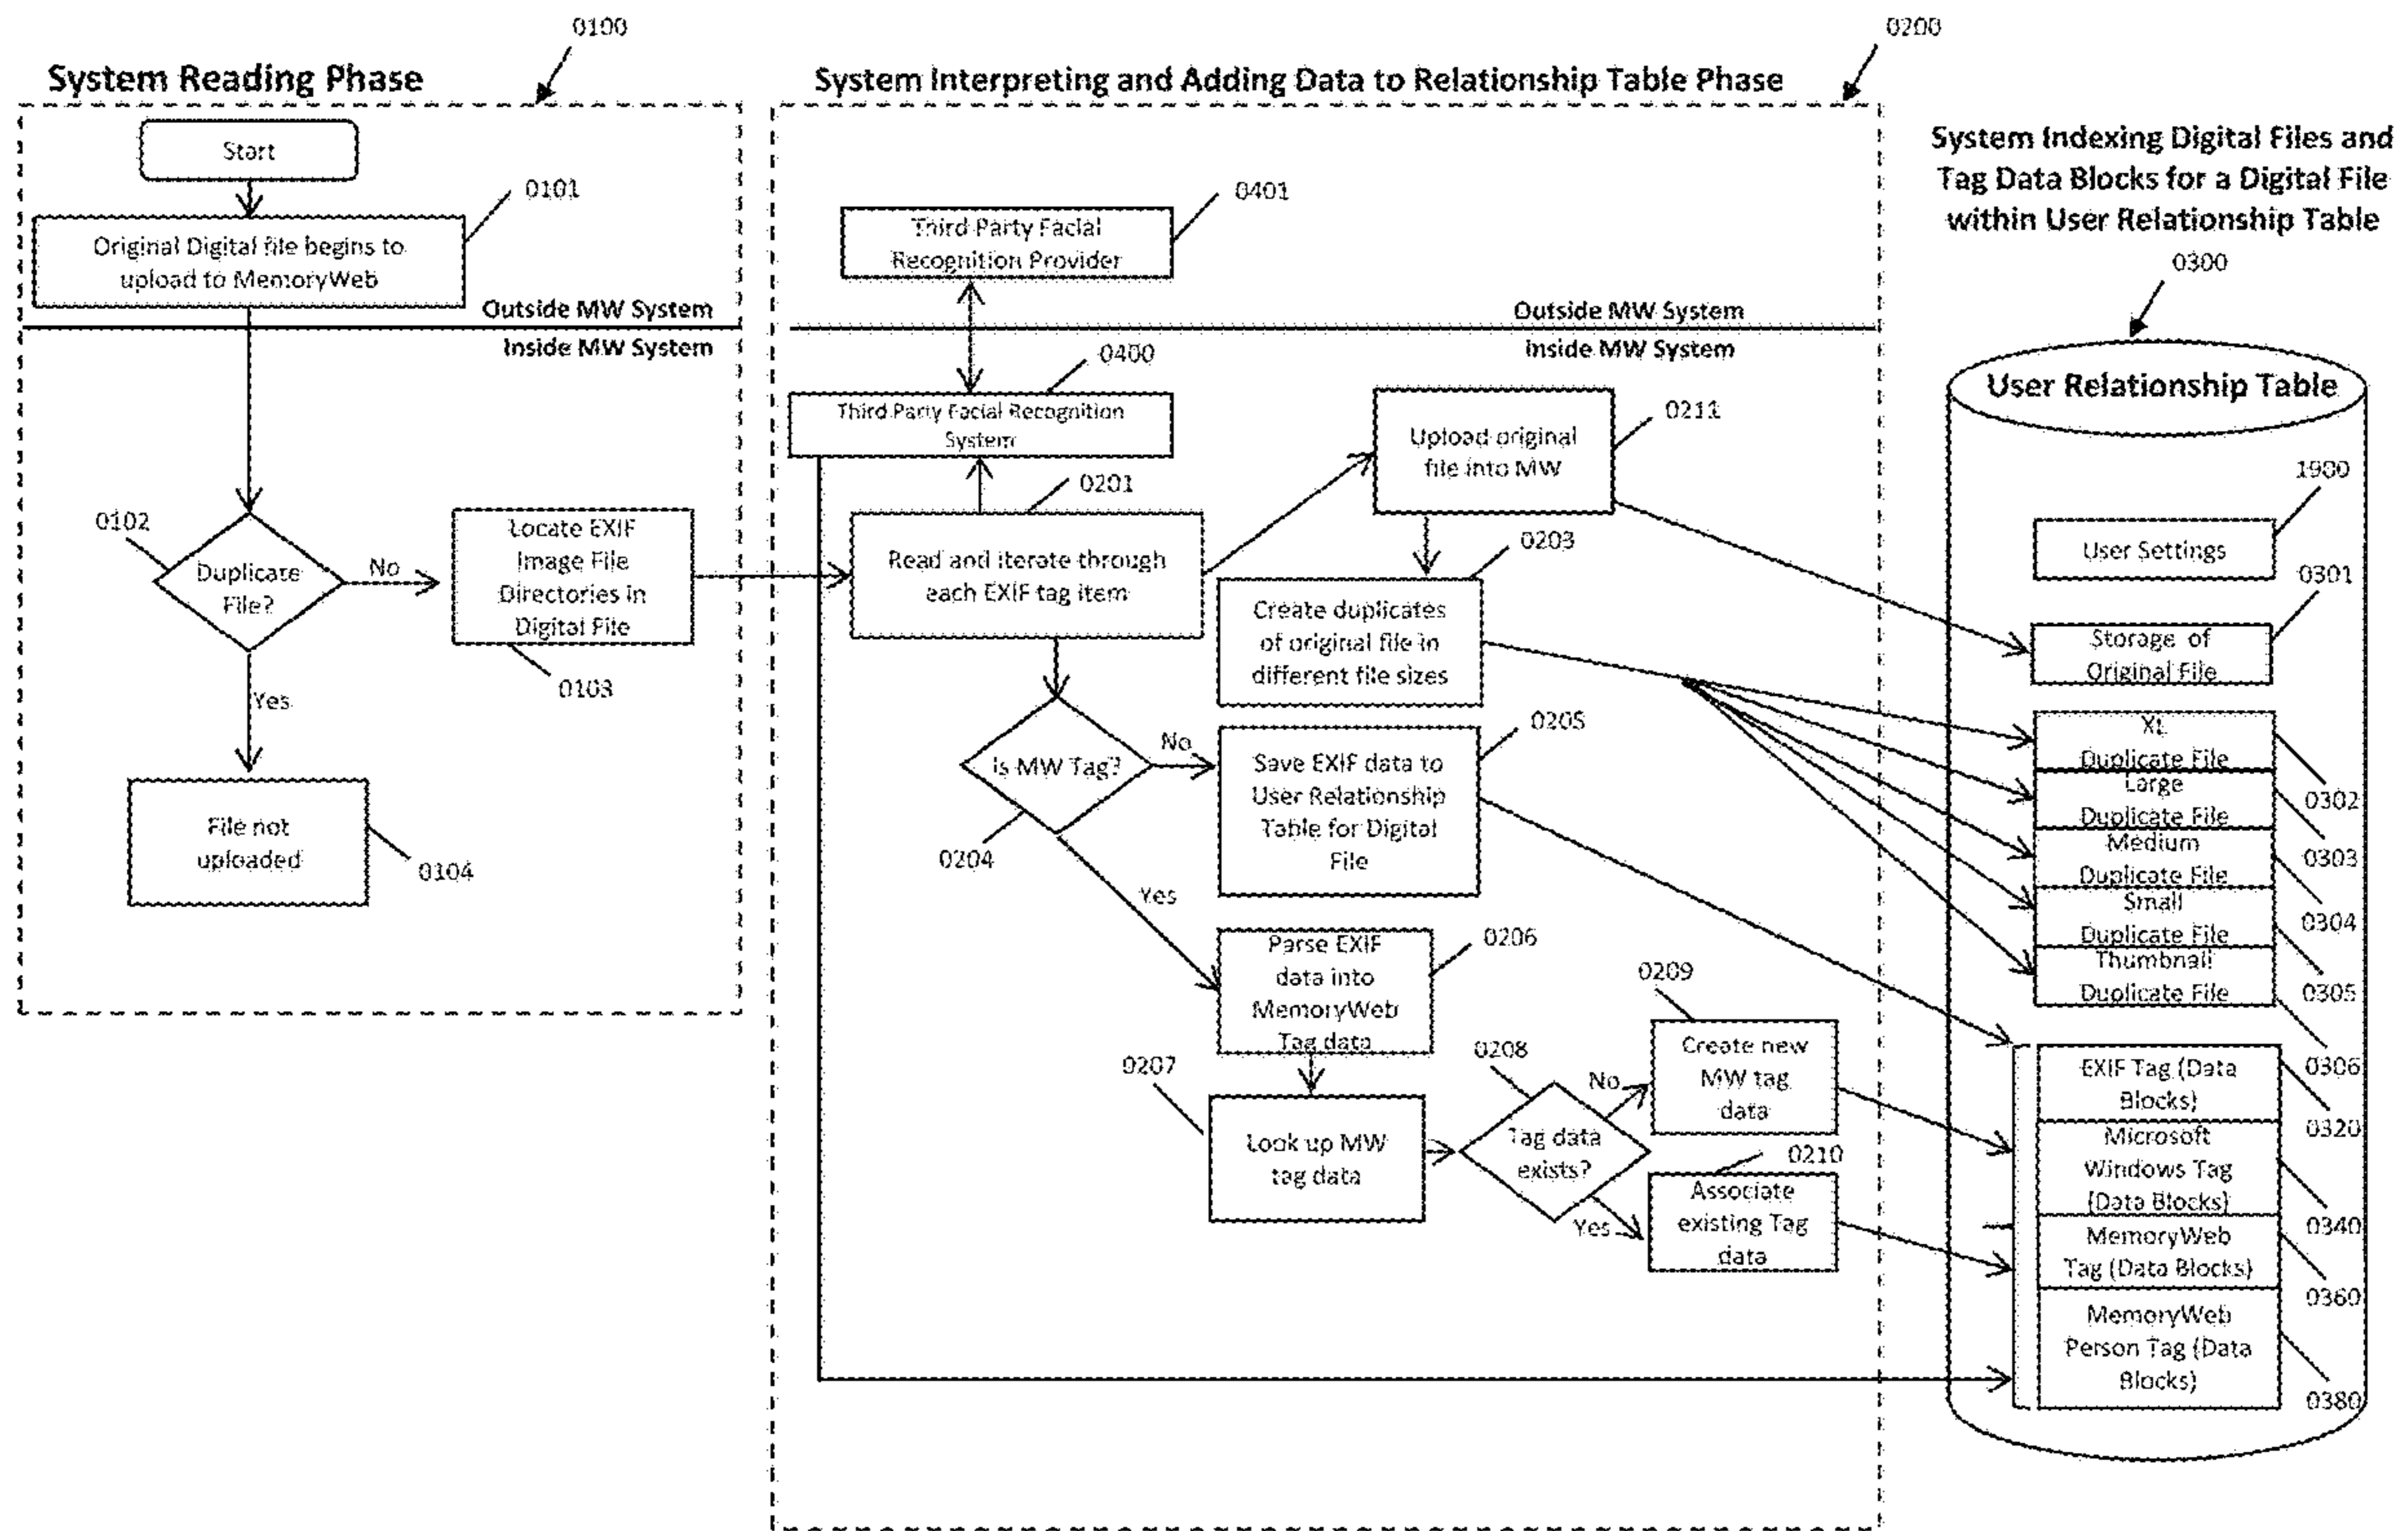 0100
System Reading Phase
Start
0101
Original Digital file begins to
upload to MemoryWeb
Outside MW System
Inside MW System
0102
Duplicate
File?
No
Locate EXIF
Image File
Directories in
Digital File
0103
Yes
File not
uploaded
0104
0200
System Interpreting and Adding Data to Relationship Table Phase
0401
Third Party Facial
Recognition Provider
Outside MW System
Inside MW System
0400
Third Party Facial Recognition
System
0201
Read and iterate through
each EXIF tag item
Upload original
file into MW
0211
0203
Create duplicates
of original file in
different file sizes
Is MW Tag?
0204
No
0205
Save EXIF data to
User Relationship
Table for Digital
File
Yes
0206
Parse EXIF
data into
MemoryWeb
Tag data
0207
Look up MW
tag data
0208
Tag data
exists?
No
0209
Create new
MW tag
data
Yes
0210
Associate
existing Tag
data
System Indexing Digital Files and
Tag Data Blocks for a Digital File
within User Relationship Table
0300
User Relationship Table
1900
User Settings
0301
Storage of
Original File
XL
Duplicate File
0302
Large
Duplicate File
0303
Medium
Duplicate File
0304
Small
Duplicate File
0305
Thumbnail
Duplicate File
0306
EXIF Tag (Data
Blocks)
0320
Microsoft
Windows Tag
(Data Blocks)
0340
MemoryWeb
Tag (Data Blocks)
0360
MemoryWeb
Person Tag (Data
Blocks)
0380